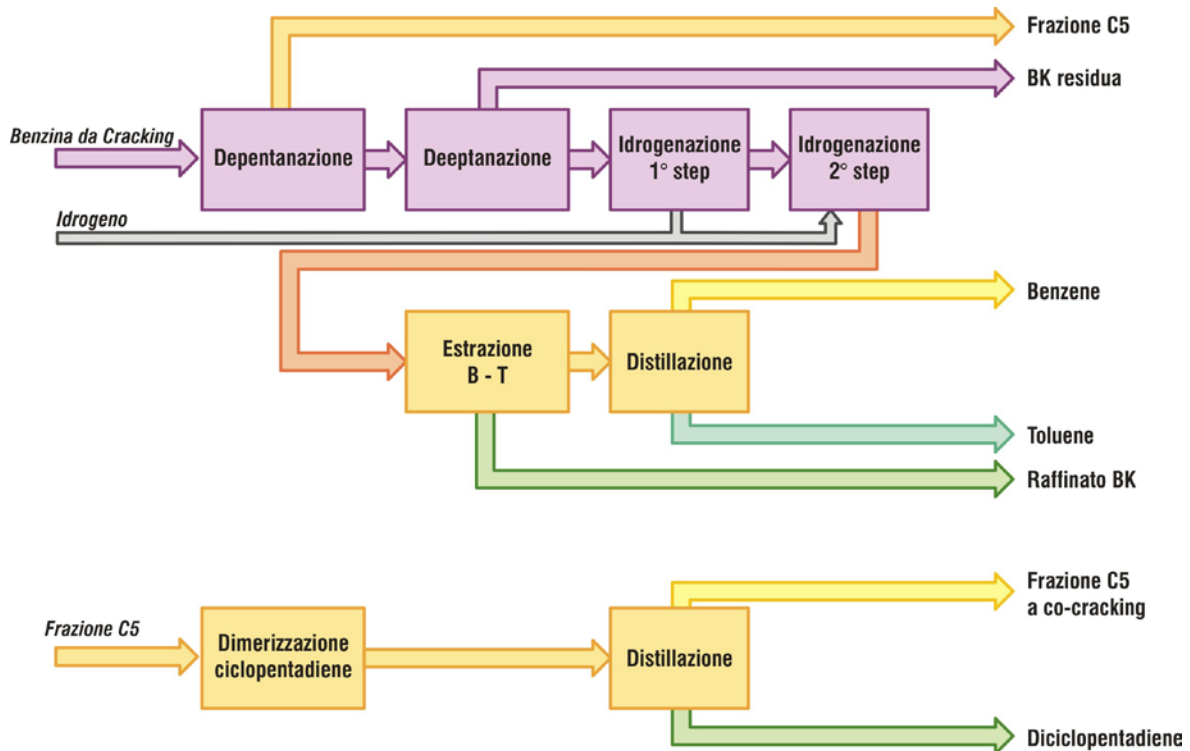 Frazione C5
BK residua
Benzina da Cracking
Depentanazione
Deeptanazione
Idrogenazione
1° step
Idrogenazione
2° step
Idrogeno
Benzene
Estrazione
B - T
Distillazione
Toluene
Raffinato BK
Frazione C5
a co-cracking
Frazione C5
Dimerizzazione
ciclopentadiene
Distillazione
Diciclopentadiene